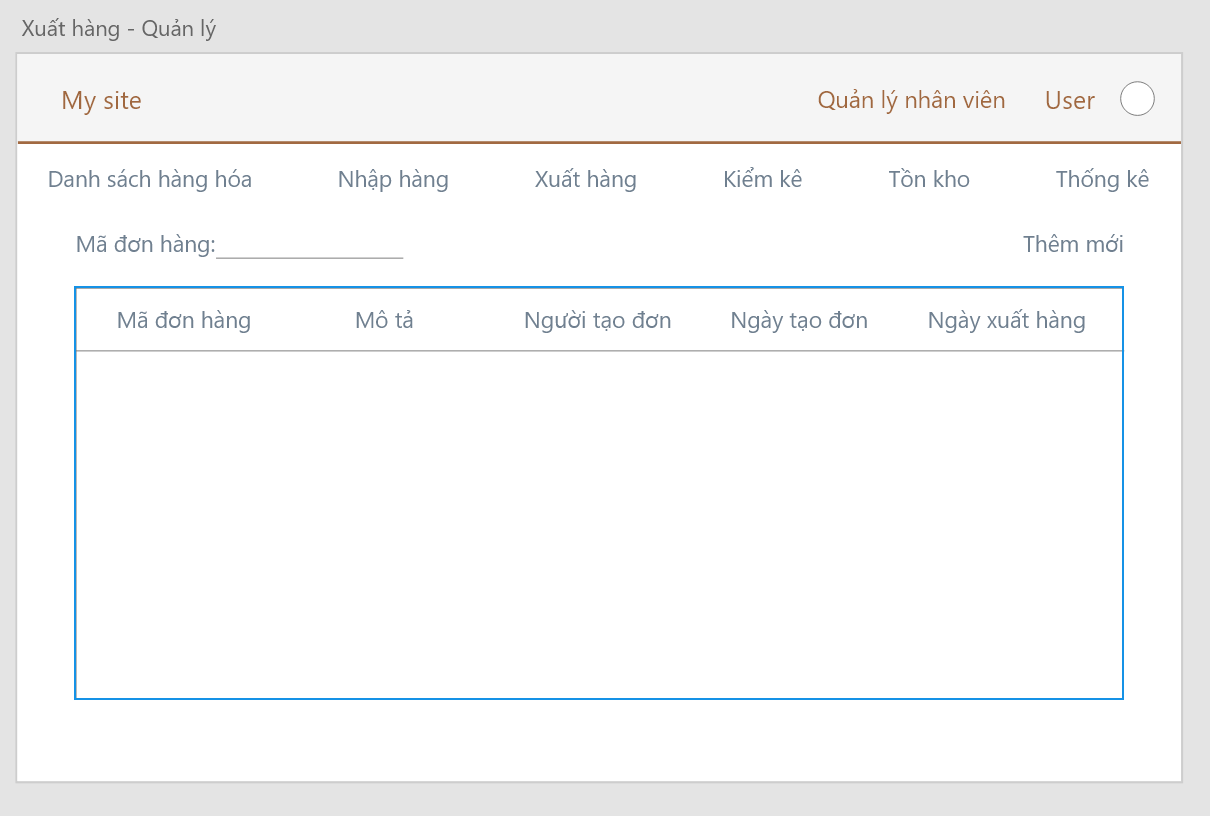 Xuất hàng - Quản lý
My site Quản lý nhân viên User
Danh sách hàng hóa Nhập hàng Xuất hàng Kiểm kê Tồn kho Thống kê
Mã đơn hàng: Thêm mới
Mã đơn hàng Mô tả Người tạo đơn Ngày tạo đơn Ngày xuất hàng